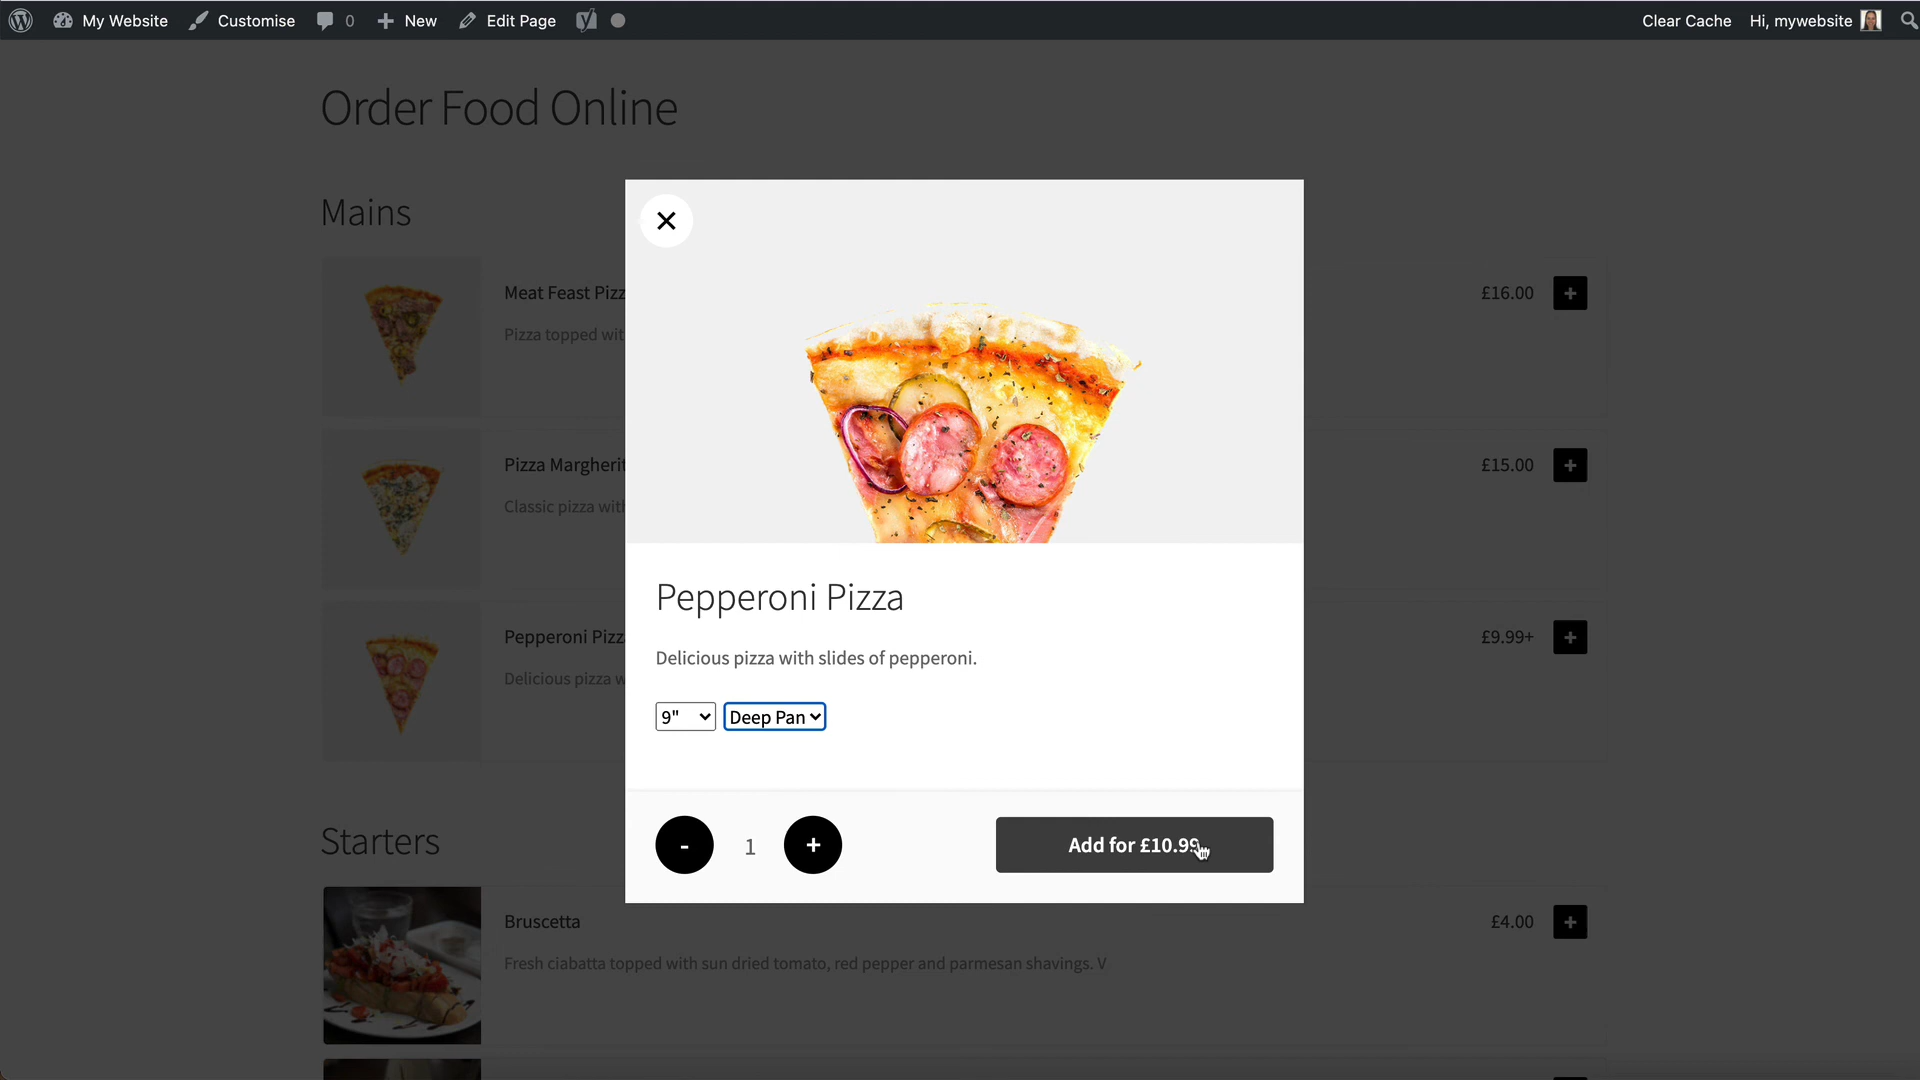 My Website Customise 0 New Edit Page Clear Cache Hi, mywebsite
Order Food Online
Mains
Meat Feast Pizz £16.00 +
Pizza topped wit
Pizza Margherit £15.00 +
Classic pizza with
Pepperoni Pizz £9.99+ +
Delicious pizza w
Pepperoni Pizza
Delicious pizza with slides of pepperoni.
9" Deep Pan
- 1 + Add for £10.99
Starters
Bruscetta £4.00 +
Fresh ciabatta topped with sun dried tomato, red pepper and parmesan shavings. V